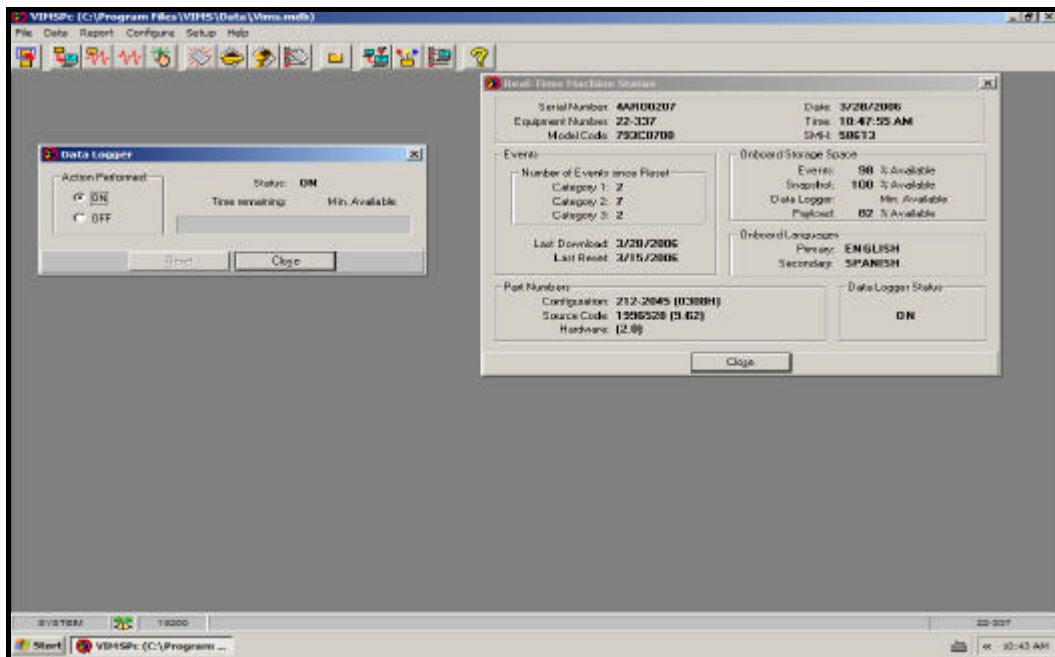 VIMSPc (C:\Program Files\VIMS\Data\Vims.mdb)
File Data Report Configure Setup Help
Data Logger
Action Performed
ON
OFF
Status: ON
Time remaining: Min. Available
Reset
Close
Real-Time Machine Status
Serial Number: 4AR00207
Equipment Number: 22-337
Model Code: 793C0700
Date: 3/28/2006
Time: 10:47:55 AM
SMH: 50613
Events
Number of Events since Reset
Category 1: 2
Category 2: 7
Category 3: 2
Last Download: 3/28/2006
Last Reset: 3/15/2006
Onboard Storage Space
Events: 98 % Available
Snapshot: 100 % Available
Data Logger: Min. Available
Payload: 82 % Available
Onboard Languages
Primary: ENGLISH
Secondary: SPANISH
Part Numbers
Configuration: 212-2045 (0308H)
Source Code: 1996528 (9.62)
Hardware: (2.0)
Data Logger Status
ON
Close
SYSTEM 19200 22-337
Start VIMSPc (C:\Program ... « 10:43 AM